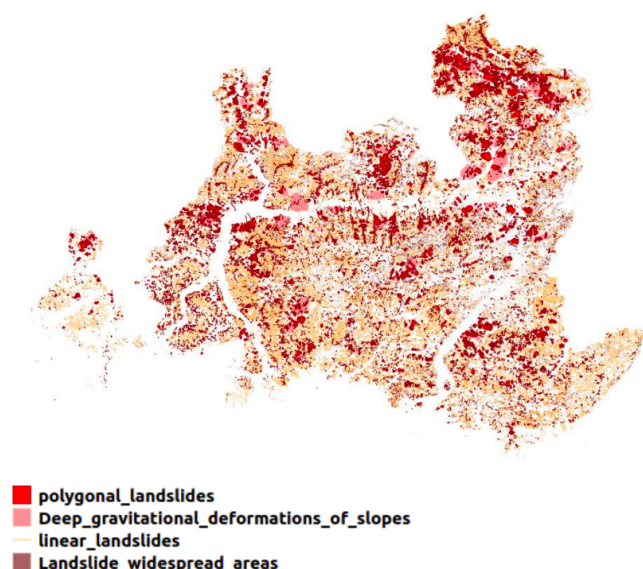 polygonal_landslides
Deep_gravitational_deformations_of_slopes
linear_landslides
Landslide_widespread_areas